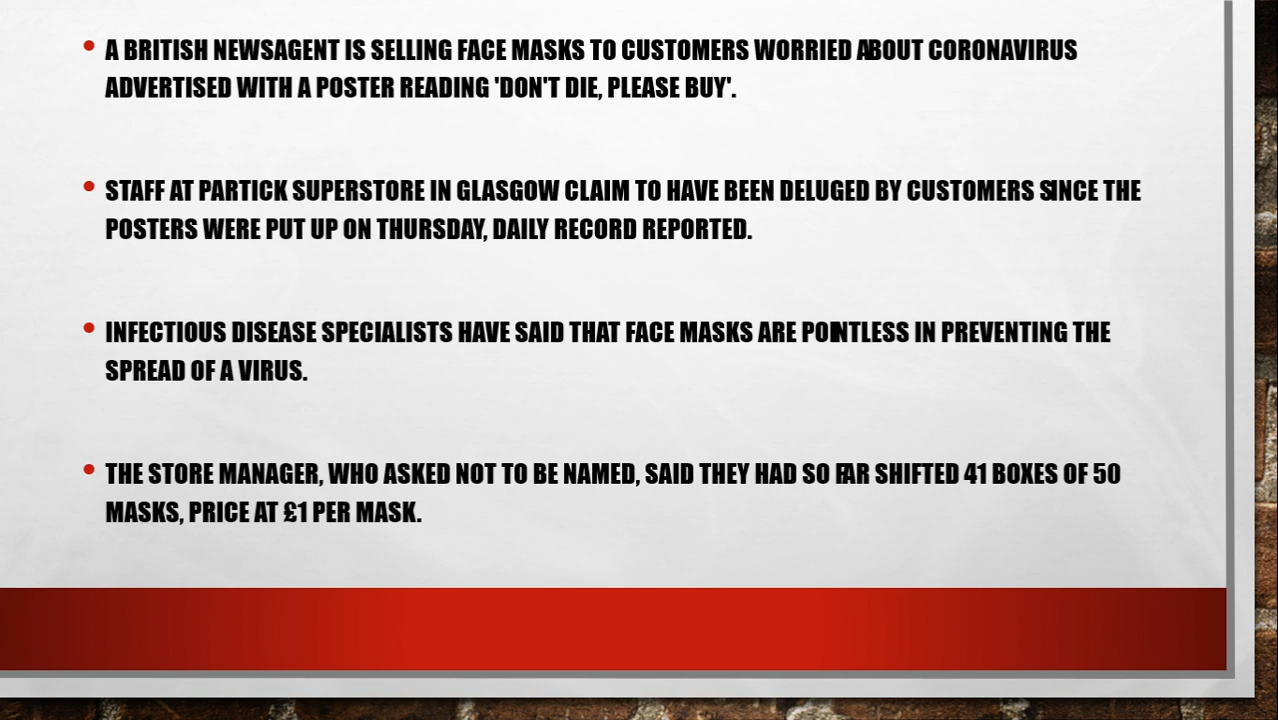 • A BRITISH NEWSAGENT IS SELLING FACE MASKS TO CUSTOMERS WORRIED ABOUT CORONAVIRUS
ADVERTISED WITH A POSTER READING 'DON'T DIE, PLEASE BUY'.
• STAFF AT PARTICK SUPERSTORE IN GLASGOW CLAIM TO HAVE BEEN DELUGED BY CUSTOMERS SINCE THE
POSTERS WERE PUT UP ON THURSDAY, DAILY RECORD REPORTED.
• INFECTIOUS DISEASE SPECIALISTS HAVE SAID THAT FACE MASKS ARE POINTLESS IN PREVENTING THE
SPREAD OF A VIRUS.
• THE STORE MANAGER, WHO ASKED NOT TO BE NAMED, SAID THEY HAD SO FAR SHIFTED 41 BOXES OF 50
MASKS, PRICE AT £1 PER MASK.